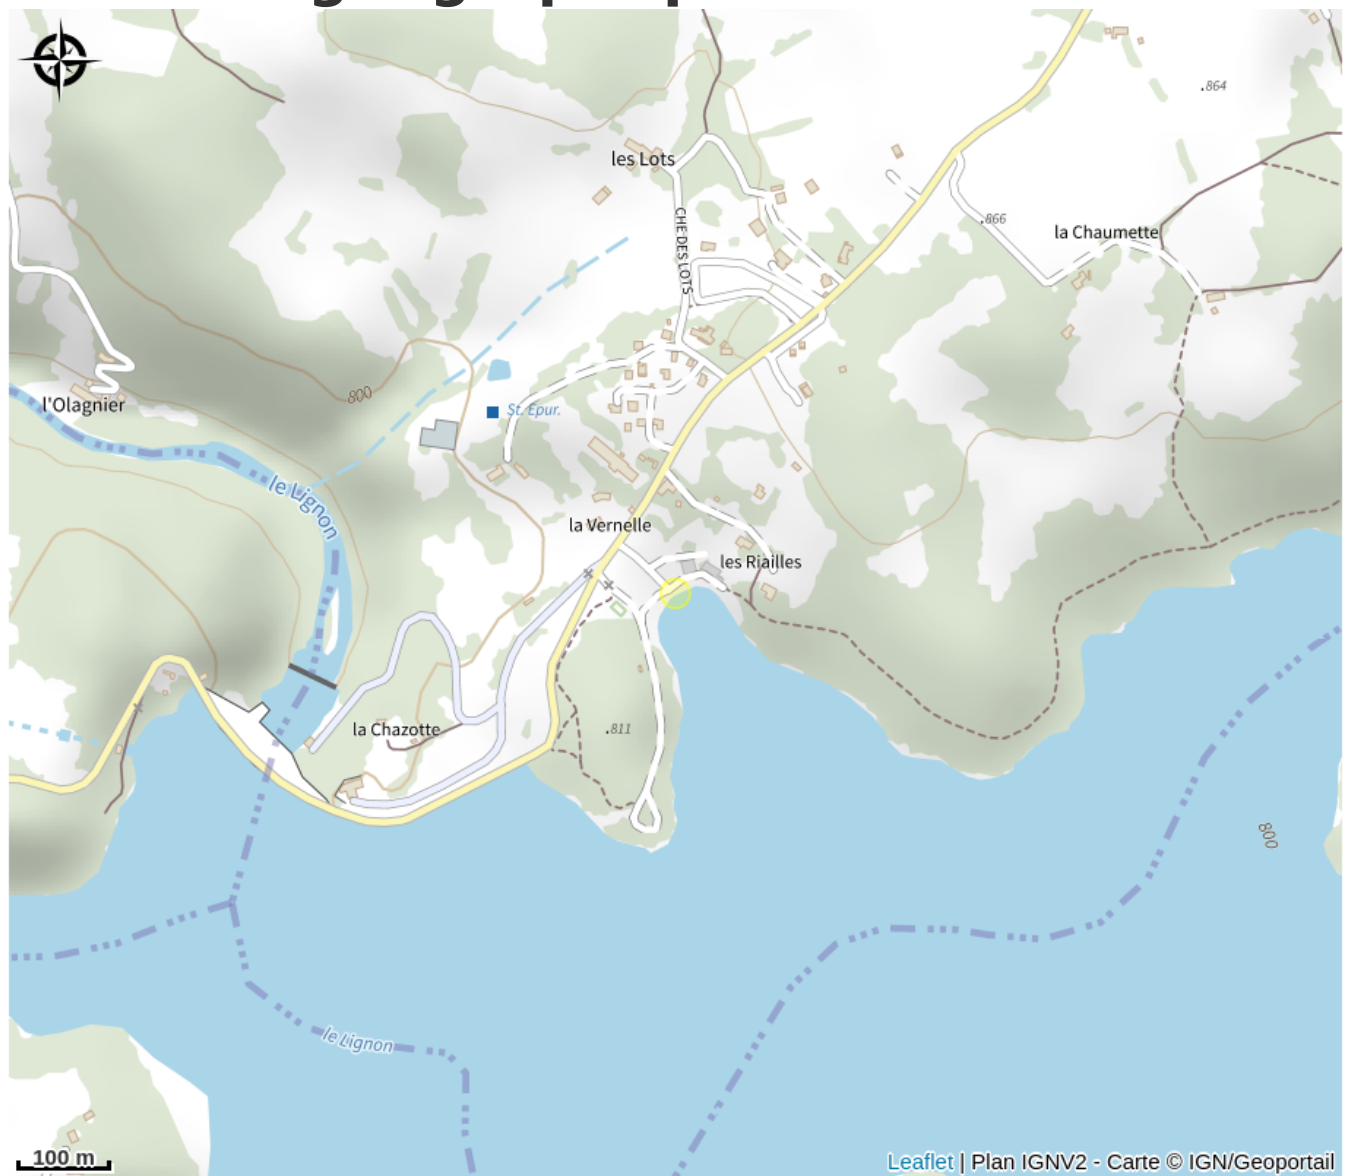 .864
les Lots
CHE DES LOTS
.866
la Chaumette
800
l'Olagnier
St. Epur.
le Lignon
la Vernelle
les Riailles
la Chazotte
.811
800
le Lignon
100 m
Leaflet | Plan IGNV2 - Carte © IGN/Geoportail